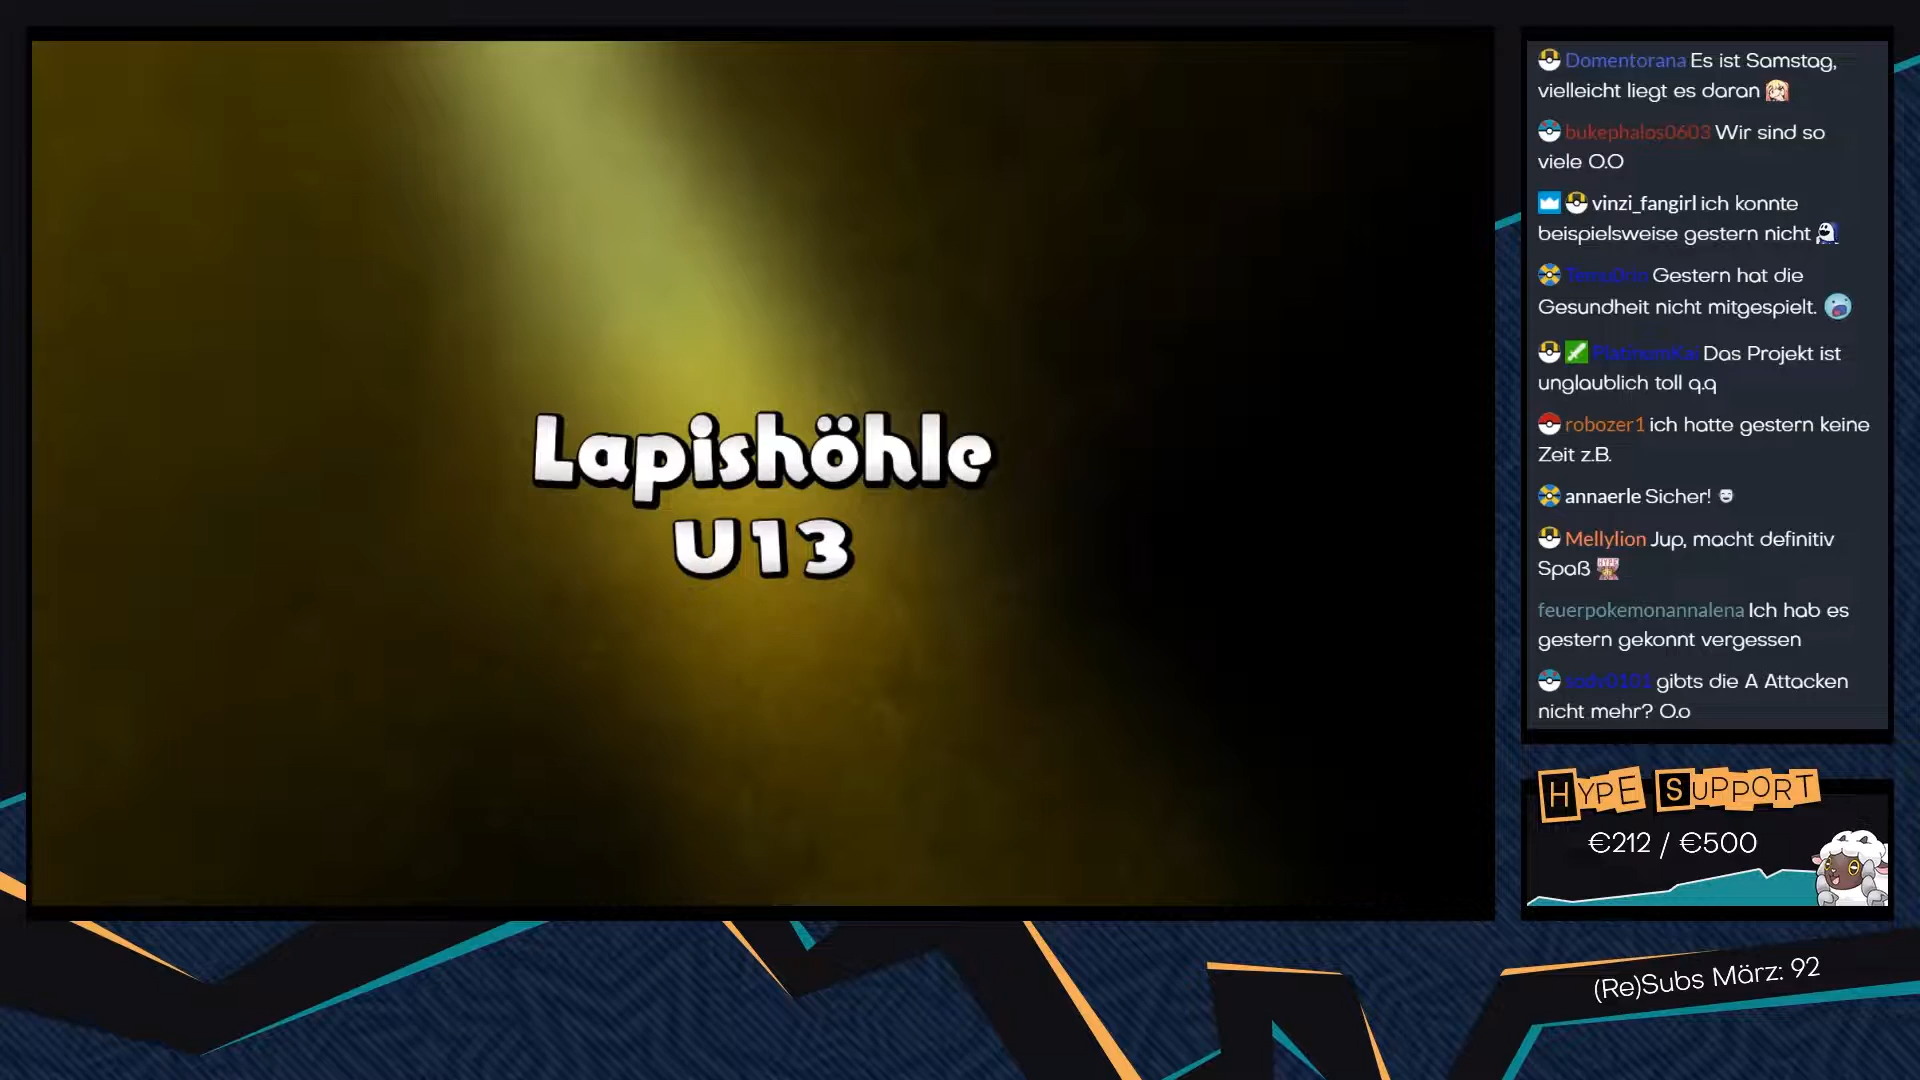 Lapishöhle
U13
Domentorana Es ist Samstag,
vielleicht liegt es daran
bukephalos0603 Wir sind so
viele O.O
vinzi_fangirl ich konnte
beispielsweise gestern nicht
Gestern hat die
Gesundheit nicht mitgespielt.
PlatinumKai Das Projekt ist
unglaublich toll q.q
robozer1 ich hatte gestern keine
Zeit z.B.
annaerle Sicher!
Mellylion Jup, macht definitiv
Spaß
feuerpokemonannalena Ich hab es
gestern gekonnt vergessen
gibts die A Attacken
nicht mehr? O.o
HYPE SUPPORT
€212 / €500
(Re)Subs März: 92